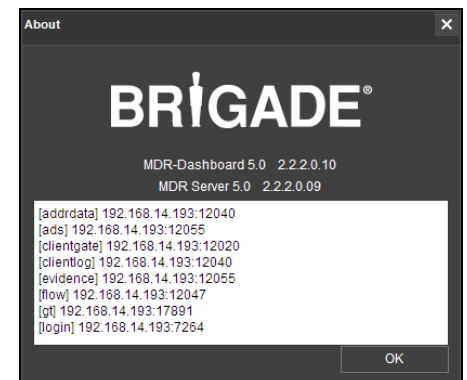 About
BRIGADE®
MDR-Dashboard 5.0 2.2.2.0.10
MDR Server 5.0 2.2.2.0.09
[addrdata] 192.168.14.193:12040
[ads] 192.168.14.193:12055
[clientgate] 192.168.14.193:12020
[clientlog] 192.168.14.193:12040
[evidence] 192.168.14.193:12055
[flow] 192.168.14.193:12047
[gt] 192.168.14.193:17891
[login] 192.168.14.193:7264
OK